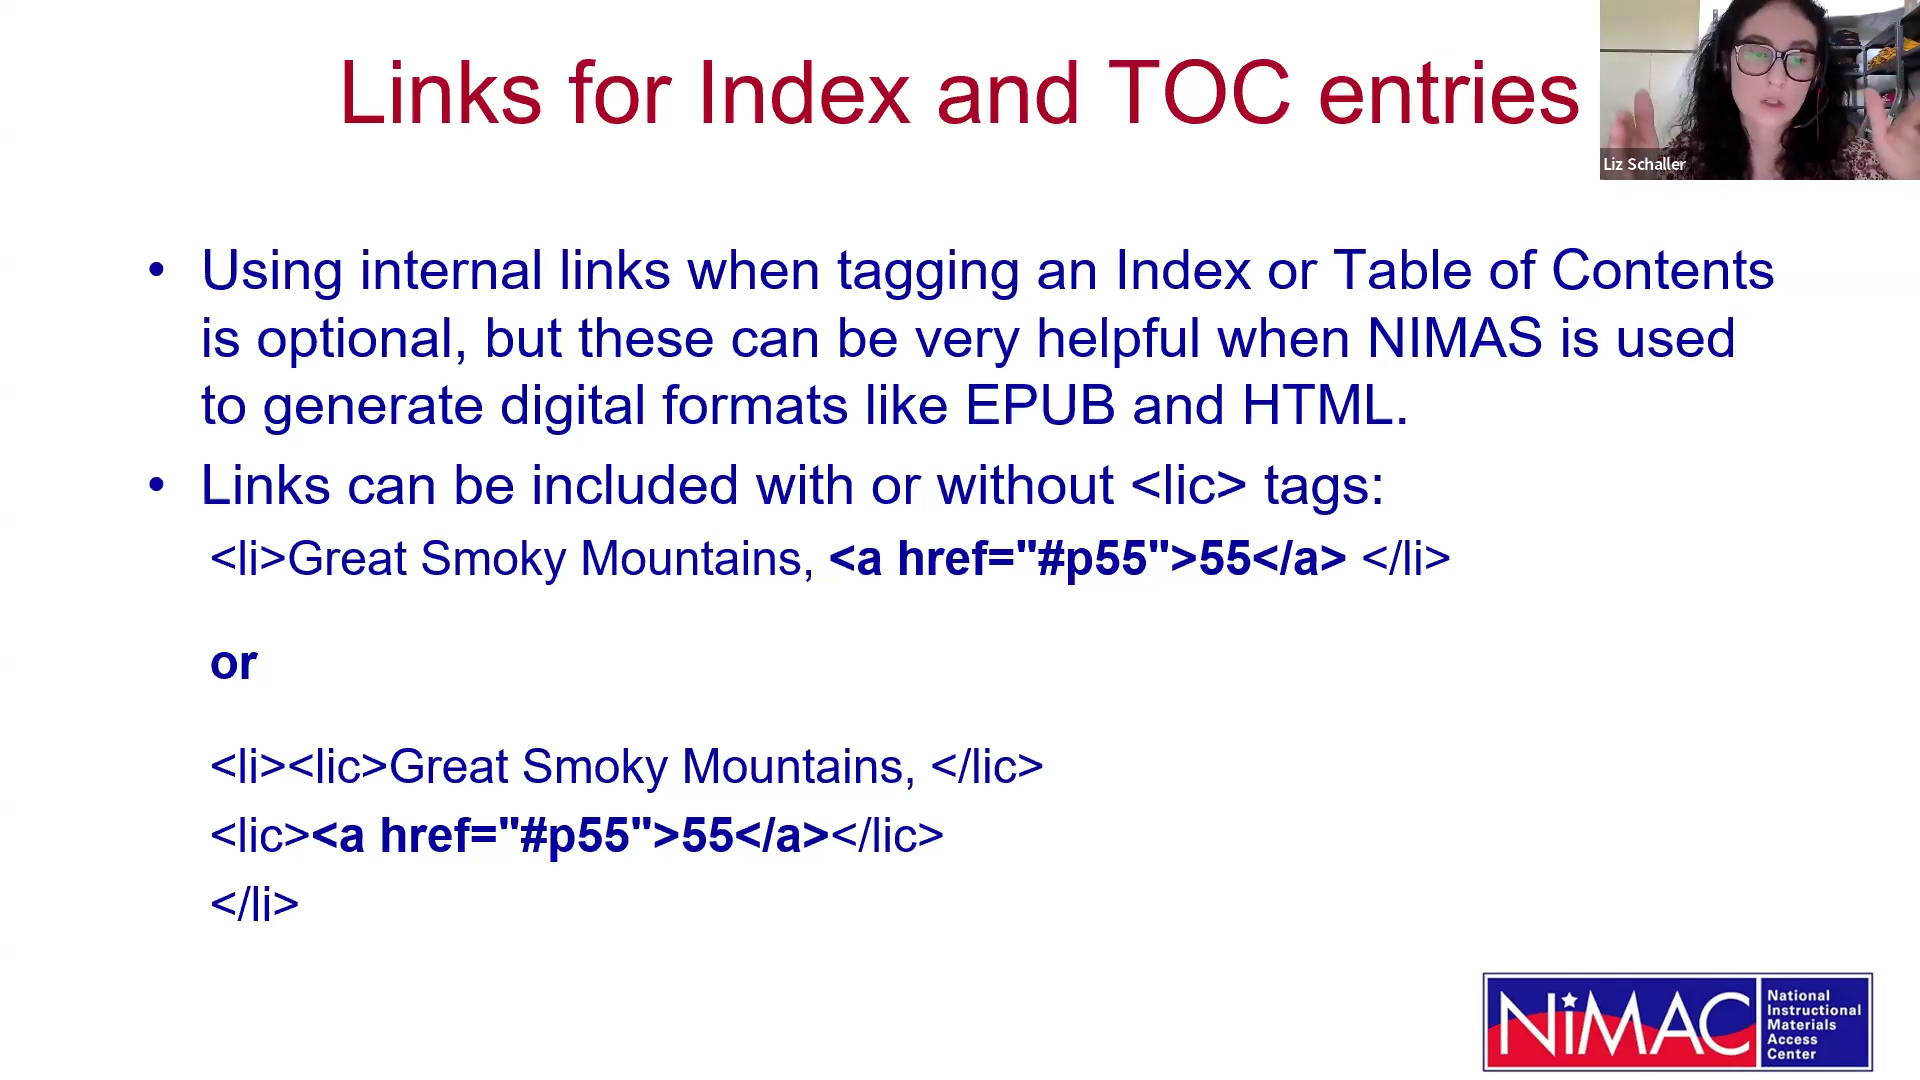 Links for Index and TOC entries
Liz Schaller
• Using internal links when tagging an Index or Table of Contents
is optional, but these can be very helpful when NIMAS is used
to generate digital formats like EPUB and HTML.
• Links can be included with or without <lic> tags:
<li>Great Smoky Mountains, <a href="#p55">55</a> </li>
or
<li><lic>Great Smoky Mountains, </lic>
<lic><a href="#p55">55</a></lic>
</li>
NiMAC
National
Instructional
Materials
Access
Center